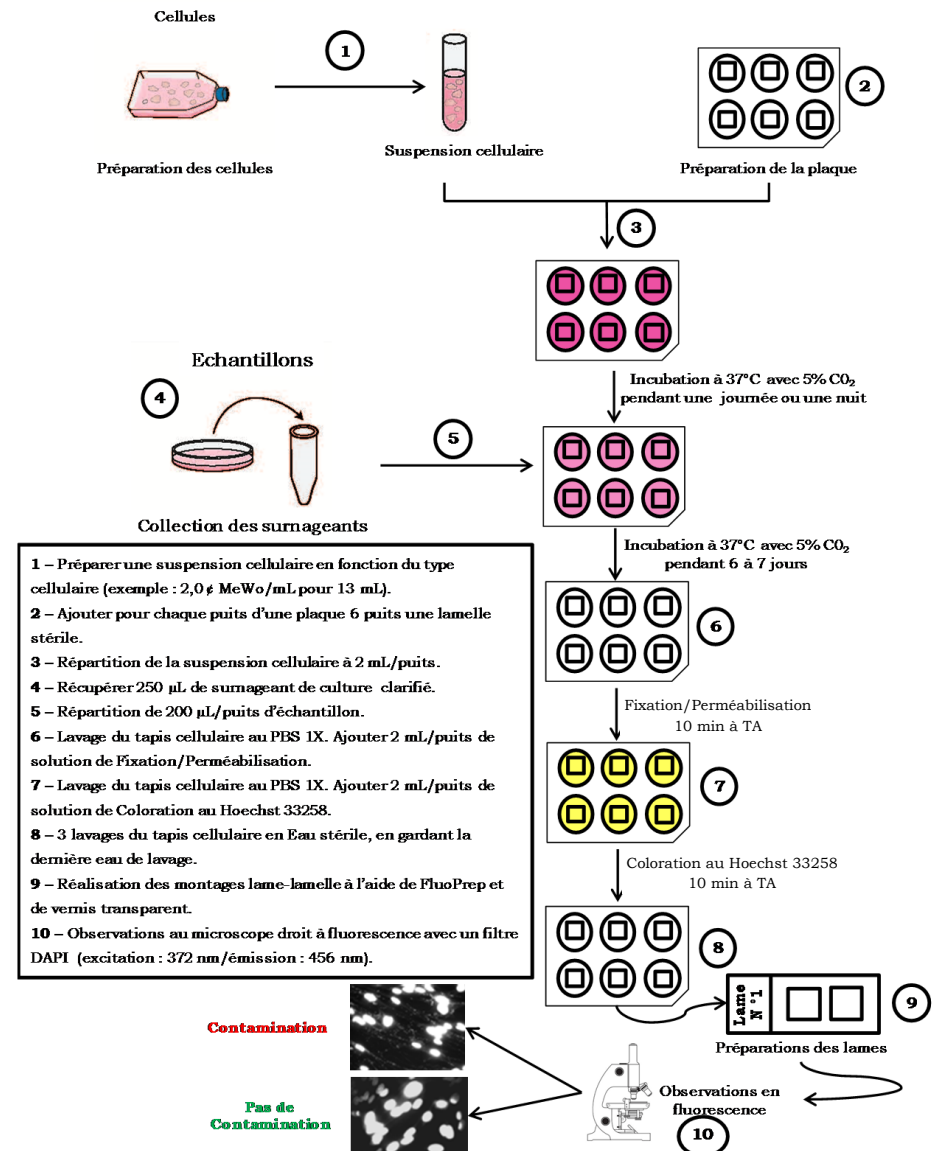 Cellules
1
2
Préparation des cellules
Suspension cellulaire
Préparation de la plaque
3
Echantillons
4
Incubation à 37°C avec 5% C0₂
pendant une journée ou une nuit
5
Collection des surnageants
Incubation à 37°C avec 5% C0₂
pendant 6 à 7 jours
1 – Préparer une suspension cellulaire en fonction du type
cellulaire (exemple : 2,0 ¢ MeWo/mL pour 13 mL).
2 – Ajouter pour chaque puits d'une plaque 6 puits une lamelle
stérile.
3 – Répartition de la suspension cellulaire à 2 mL/puits.
4 – Récupérer 250 µL de surnageant de culture clarifié.
5 – Répartition de 200 µL/puits d'échantillon.
6 – Lavage du tapis cellulaire au PBS 1X. Ajouter 2 mL/puits de
solution de Fixation/Perméabilisation.
7 – Lavage du tapis cellulaire au PBS 1X. Ajouter 2 mL/puits de
solution de Coloration au Hoechst 33258.
8 – 3 lavages du tapis cellulaire en Eau stérile, en gardant la
dernière eau de lavage.
9 – Réalisation des montages lame-lamelle à l'aide de FluoPrep et
de vernis transparent.
10 – Observations au microscope droit à fluorescence avec un filtre
DAPI (excitation : 372 nm/émission : 456 nm).
6
Fixation/Perméabilisation
10 min à TA
7
Coloration au Hoechst 33258
10 min à TA
8
Lame
N°1
9
Préparations des lames
Contamination
Pas de
Contamination
Observations en
fluorescence
10